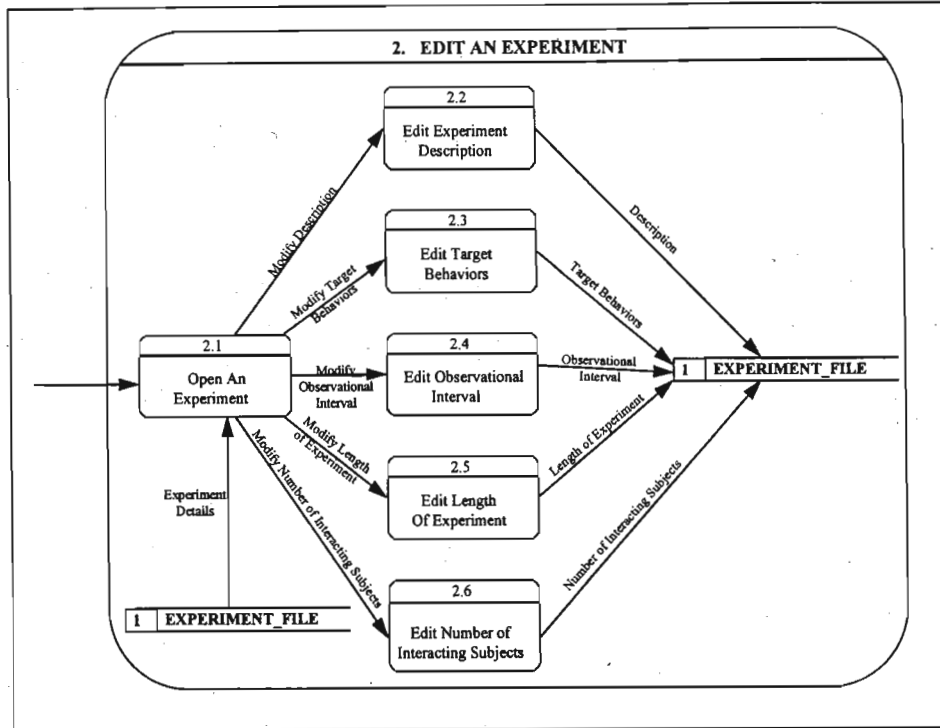 2. EDIT AN EXPERIMENT
2.2
Edit Experiment
Description
Modify Description
Description
2.3
Edit Target
Behaviors
Modify Target
Behaviors
Target Behaviors
2.1
Open An
Experiment
2.4
Edit Observational
Interval
Modify
Observational
Interval
Observational
Interval
1 EXPERIMENT_FILE
Modify Length
of Experiment
2.5
Edit Length
Of Experiment
Length of Experiment
Experiment
Details
Modify Number of Interacting Subjects
2.6
Edit Number of
Interacting Subjects
Number of Interacting Subjects
1 EXPERIMENT_FILE